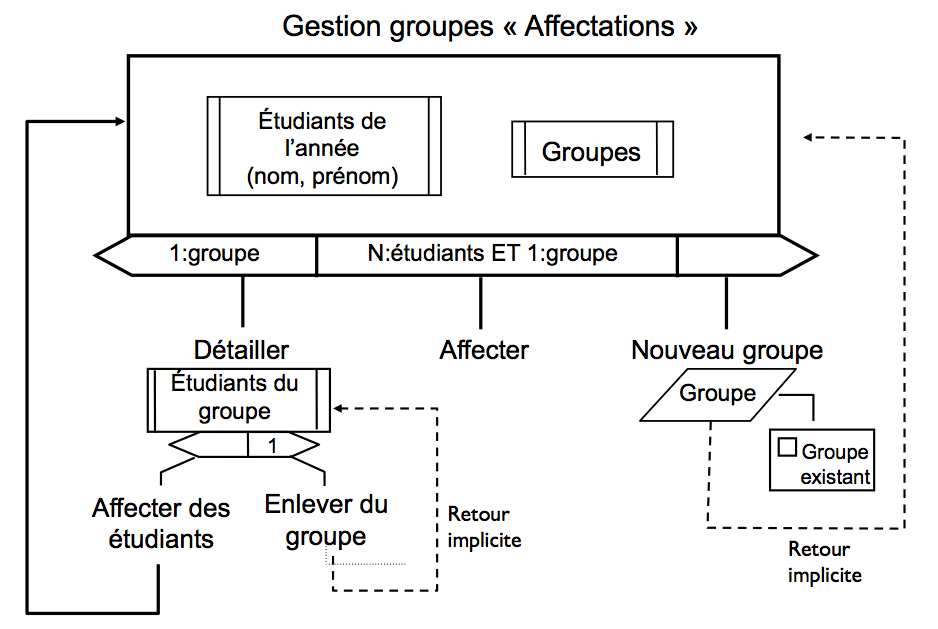 Gestion groupes « Affectations »
Étudiants de
l’année
(nom, prénom)
Groupes
1:groupe
N:étudiants ET 1:groupe
Détailler
Affecter
Nouveau groupe
Étudiants du
groupe
1
Groupe
Groupe
existant
Affecter des
étudiants
Enlever du
groupe
Retour
implicite
Retour
implicite